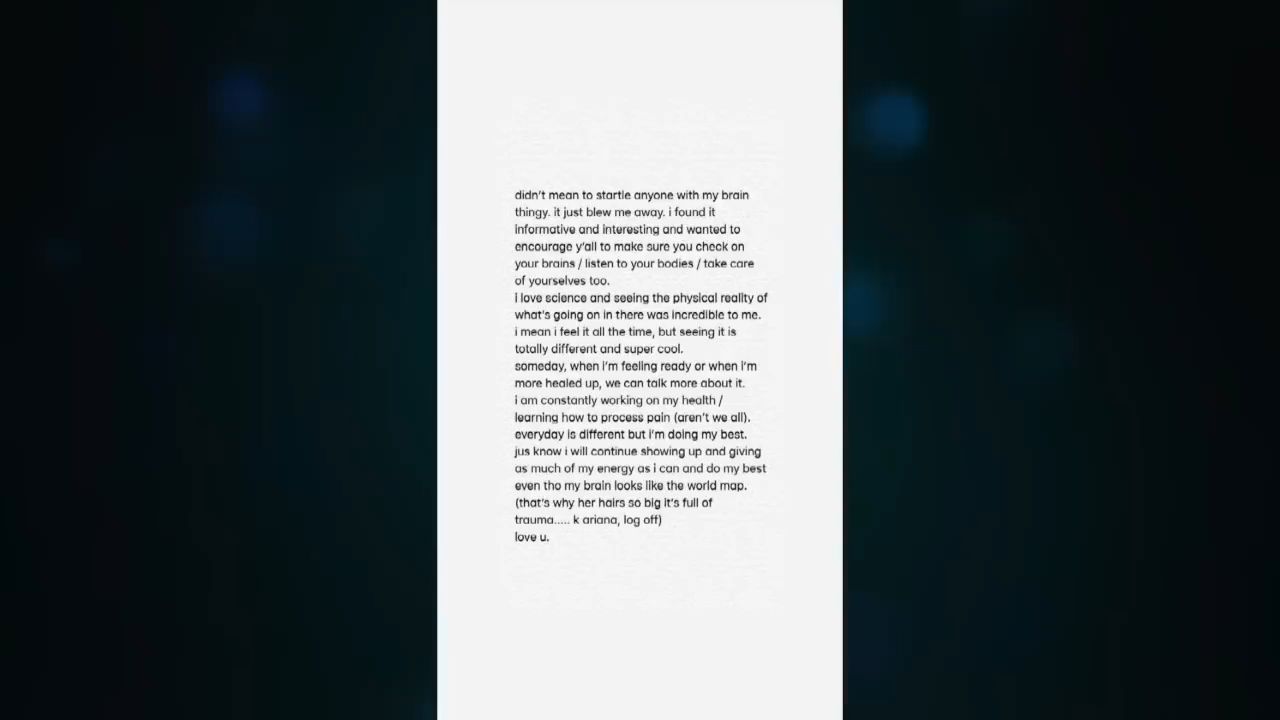 didn't mean to startle anyone with my brain
thingy. it just blew me away. i found it
informative and interesting and wanted to
encourage y'all to make sure you check on
your brains / listen to your bodies / take care
of yourselves too.
i love science and seeing the physical reality of
what's going on in there was incredible to me.
i mean i feel it all the time, but seeing it is
totally different and super cool.
someday, when i'm feeling ready or when i'm
more healed up, we can talk more about it.
i am constantly working on my health /
learning how to process pain (aren't we all).
everyday is different but i'm doing my best.
jus know i will continue showing up and giving
as much of my energy as i can and do my best
even tho my brain looks like the world map.
(that's why her hairs so big it's full of
trauma..... k ariana, log off)
love u.